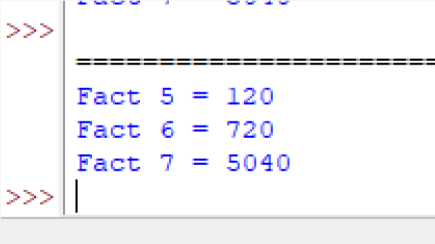 >>>
=====================
Fact 5 = 120
Fact 6 = 720
Fact 7 = 5040
>>>